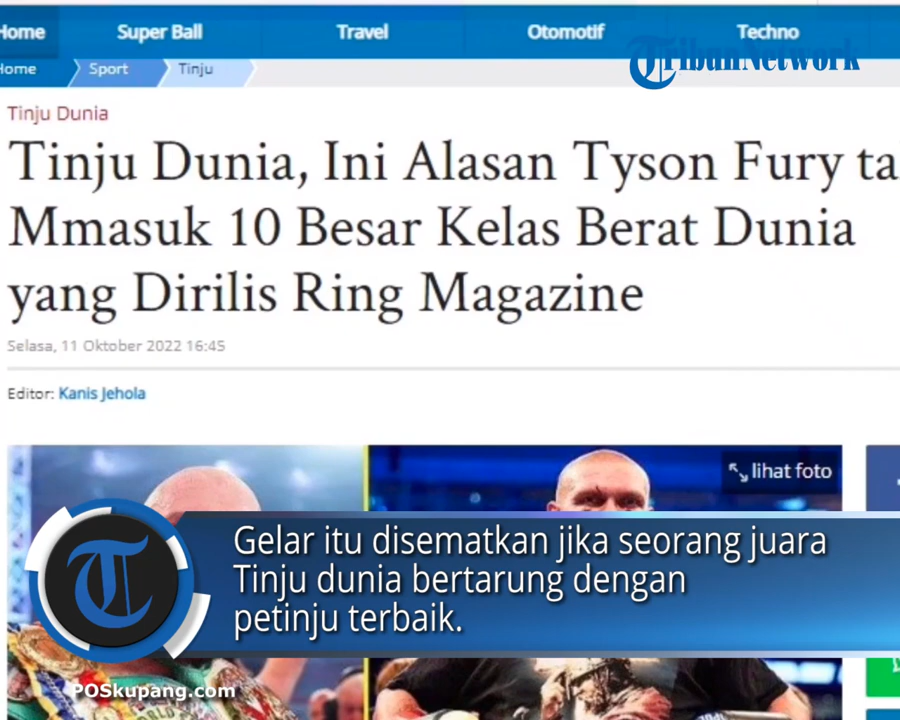 Home Super Ball Travel Otomotif Techno
TribunNetwork
Home Sport Tinju
Tinju Dunia
Tinju Dunia, Ini Alasan Tyson Fury ta
Mmasuk 10 Besar Kelas Berat Dunia
yang Dirilis Ring Magazine
Selasa, 11 Oktober 2022 16:45
Editor: Kanis Jehola
lihat foto
Gelar itu disematkan jika seorang juara
Tinju dunia bertarung dengan
petinju terbaik.
T
POSkupang.com
WORLD